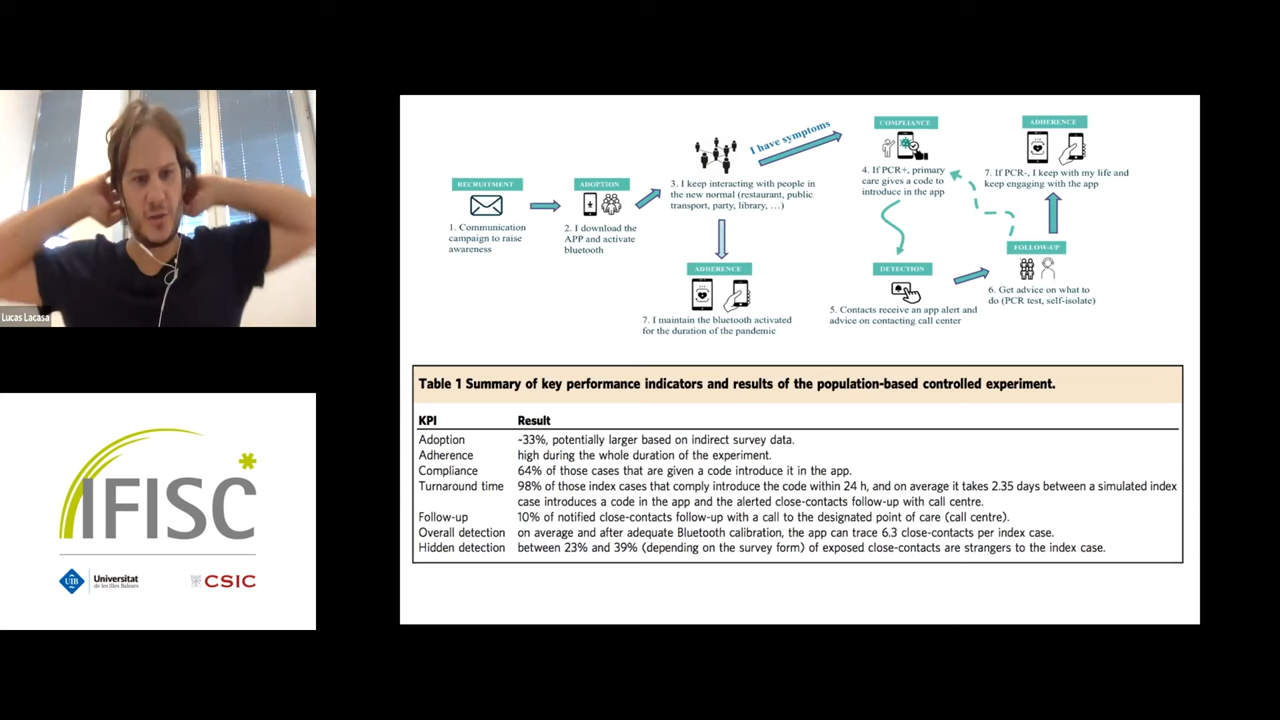 Lucas Lacasa
IFISC
UIB
Universitat
de les Illes Balears
CSIC
RECRUITMENT
1. Communication
campaign to raise
awareness
ADOPTION
2. I download the
APP and activate
bluetooth
3. I keep interacting with people in
the new normal (restaurant, public
transport, party, library, …)
I have symptoms
ADHERENCE
7. I maintain the bluetooth activated
for the duration of the pandemic
COMPLIANCE
4. If PCR+, primary
care gives a code to
introduce in the app
DETECTION
5. Contacts receive an app alert and
advice on contacting call center
FOLLOW-UP
6. Get advice on what to
do (PCR test, self-isolate)
ADHERENCE
7. If PCR-, I keep with my life and
keep engaging with the app
Table 1 Summary of key performance indicators and results of the population-based controlled experiment.
KPI Result
Adoption ~33%, potentially larger based on indirect survey data.
Adherence high during the whole duration of the experiment.
Compliance 64% of those cases that are given a code introduce it in the app.
Turnaround time 98% of those index cases that comply introduce the code within 24 h, and on average it takes 2.35 days between a simulated index
case introduces a code in the app and the alerted close-contacts follow-up with call centre.
Follow-up 10% of notified close-contacts follow-up with a call to the designated point of care (call centre).
Overall detection on average and after adequate Bluetooth calibration, the app can trace 6.3 close-contacts per index case.
Hidden detection between 23% and 39% (depending on the survey form) of exposed close-contacts are strangers to the index case.